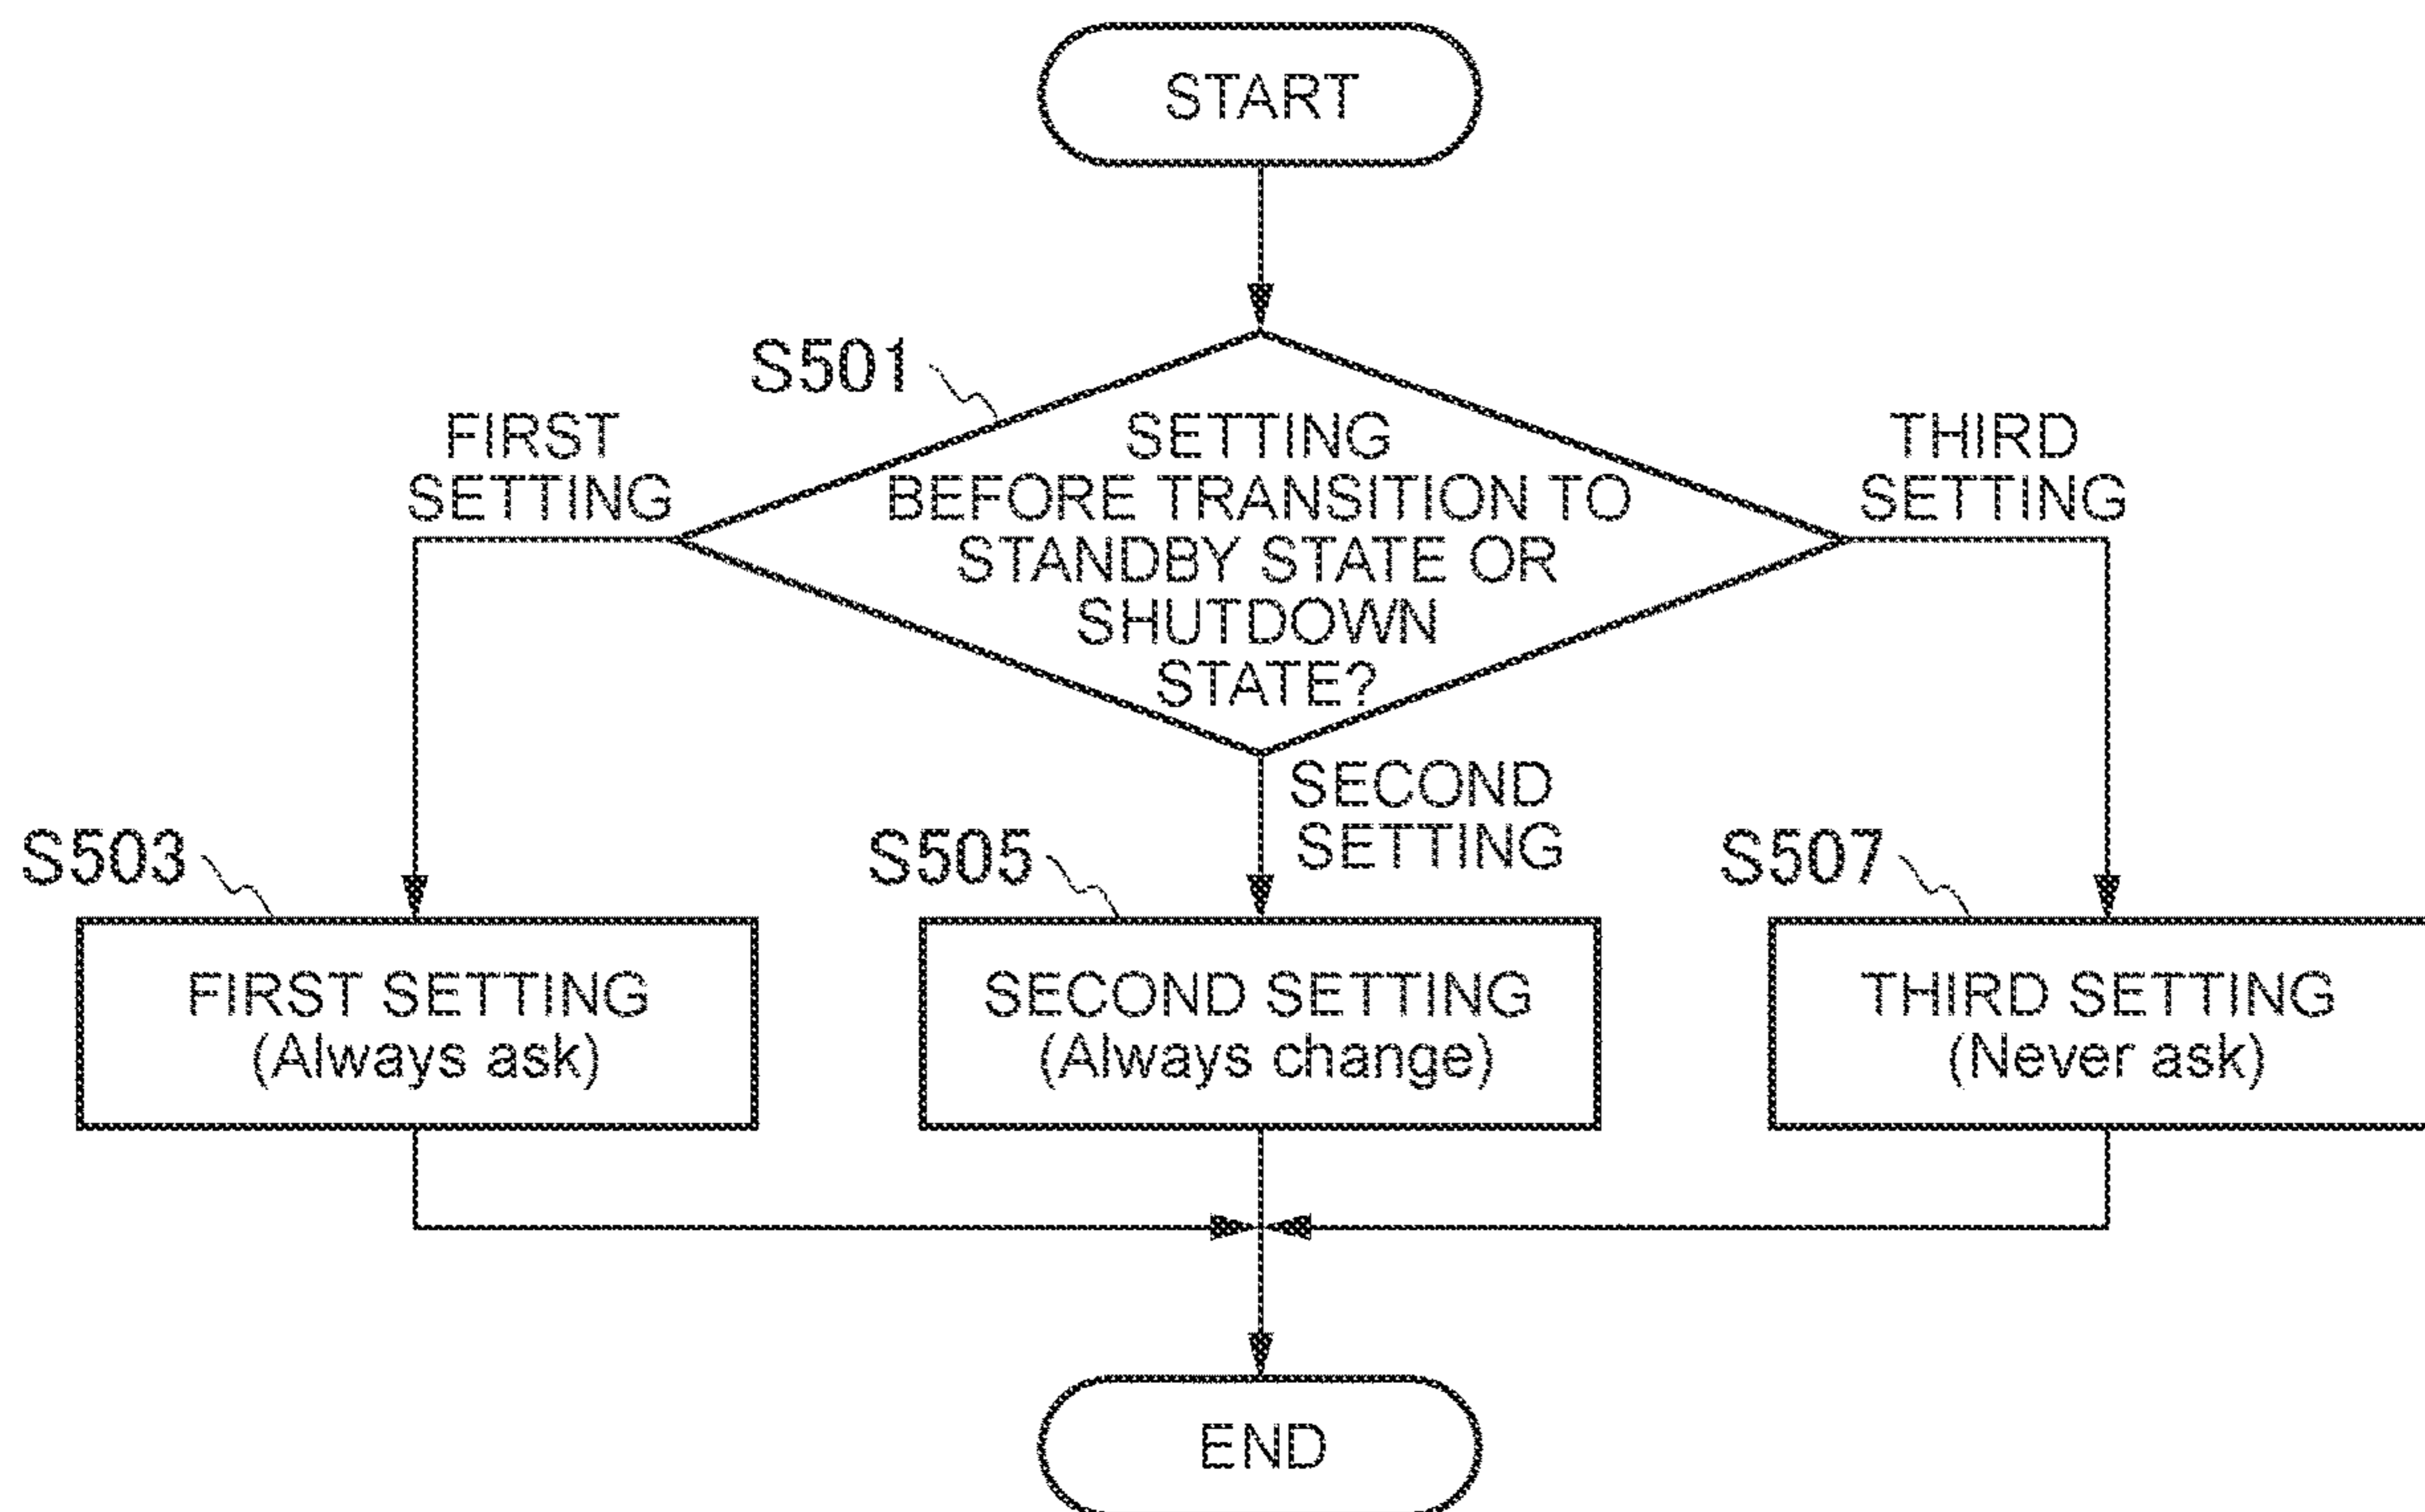 START
S501
FIRST
SETTING
SETTING
BEFORE TRANSITION TO
STANDBY STATE OR
SHUTDOWN
STATE?
THIRD
SETTING
SECOND
SETTING
S503
FIRST SETTING
(Always ask)
S505
SECOND SETTING
(Always change)
S507
THIRD SETTING
(Never ask)
END